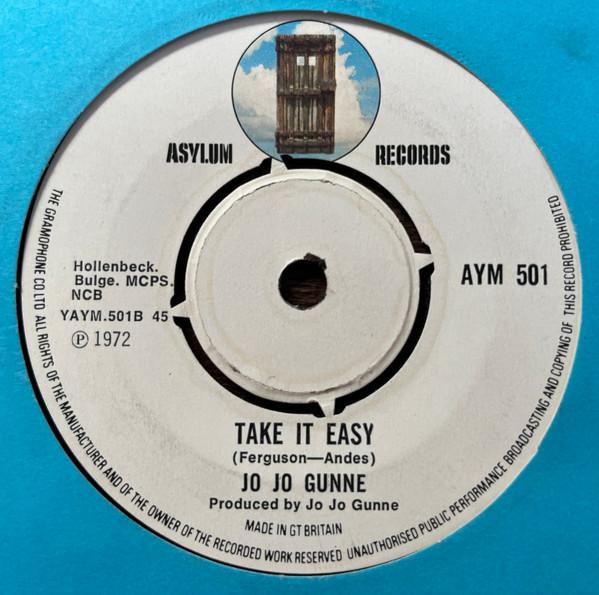 ASYLUM RECORDS
Hollenbeck.
Bulge. MCPS.
NCB
YAYM.501B 45
Ⓟ 1972
AYM 501
TAKE IT EASY
(Ferguson—Andes)
JO JO GUNNE
Produced by Jo Jo Gunne
MADE IN GT BRITAIN
THE GRAMOPHONE CO LTD ALL RIGHTS OF THE MANUFACTURER AND OF THE OWNER OF THE RECORDED WORK RESERVED UNAUTHORISED PUBLIC PERFORMANCE BROADCASTING AND COPYING OF THIS RECORD PROHIBITED